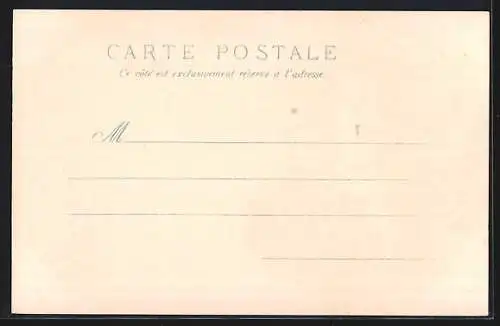 CARTE POSTALE
Ce côté est exclusivement réservé à l'adresse
M